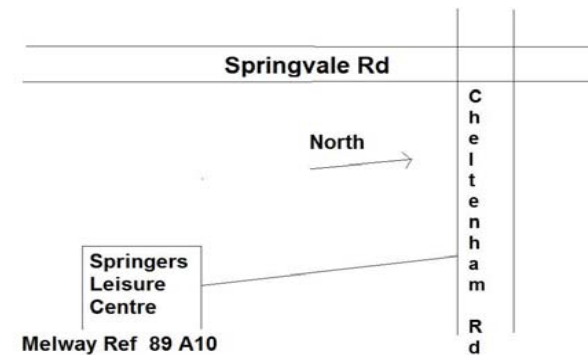 Springvale Rd
Cheltenham Rd
North
Springers
Leisure
Centre
Melway Ref 89 A10